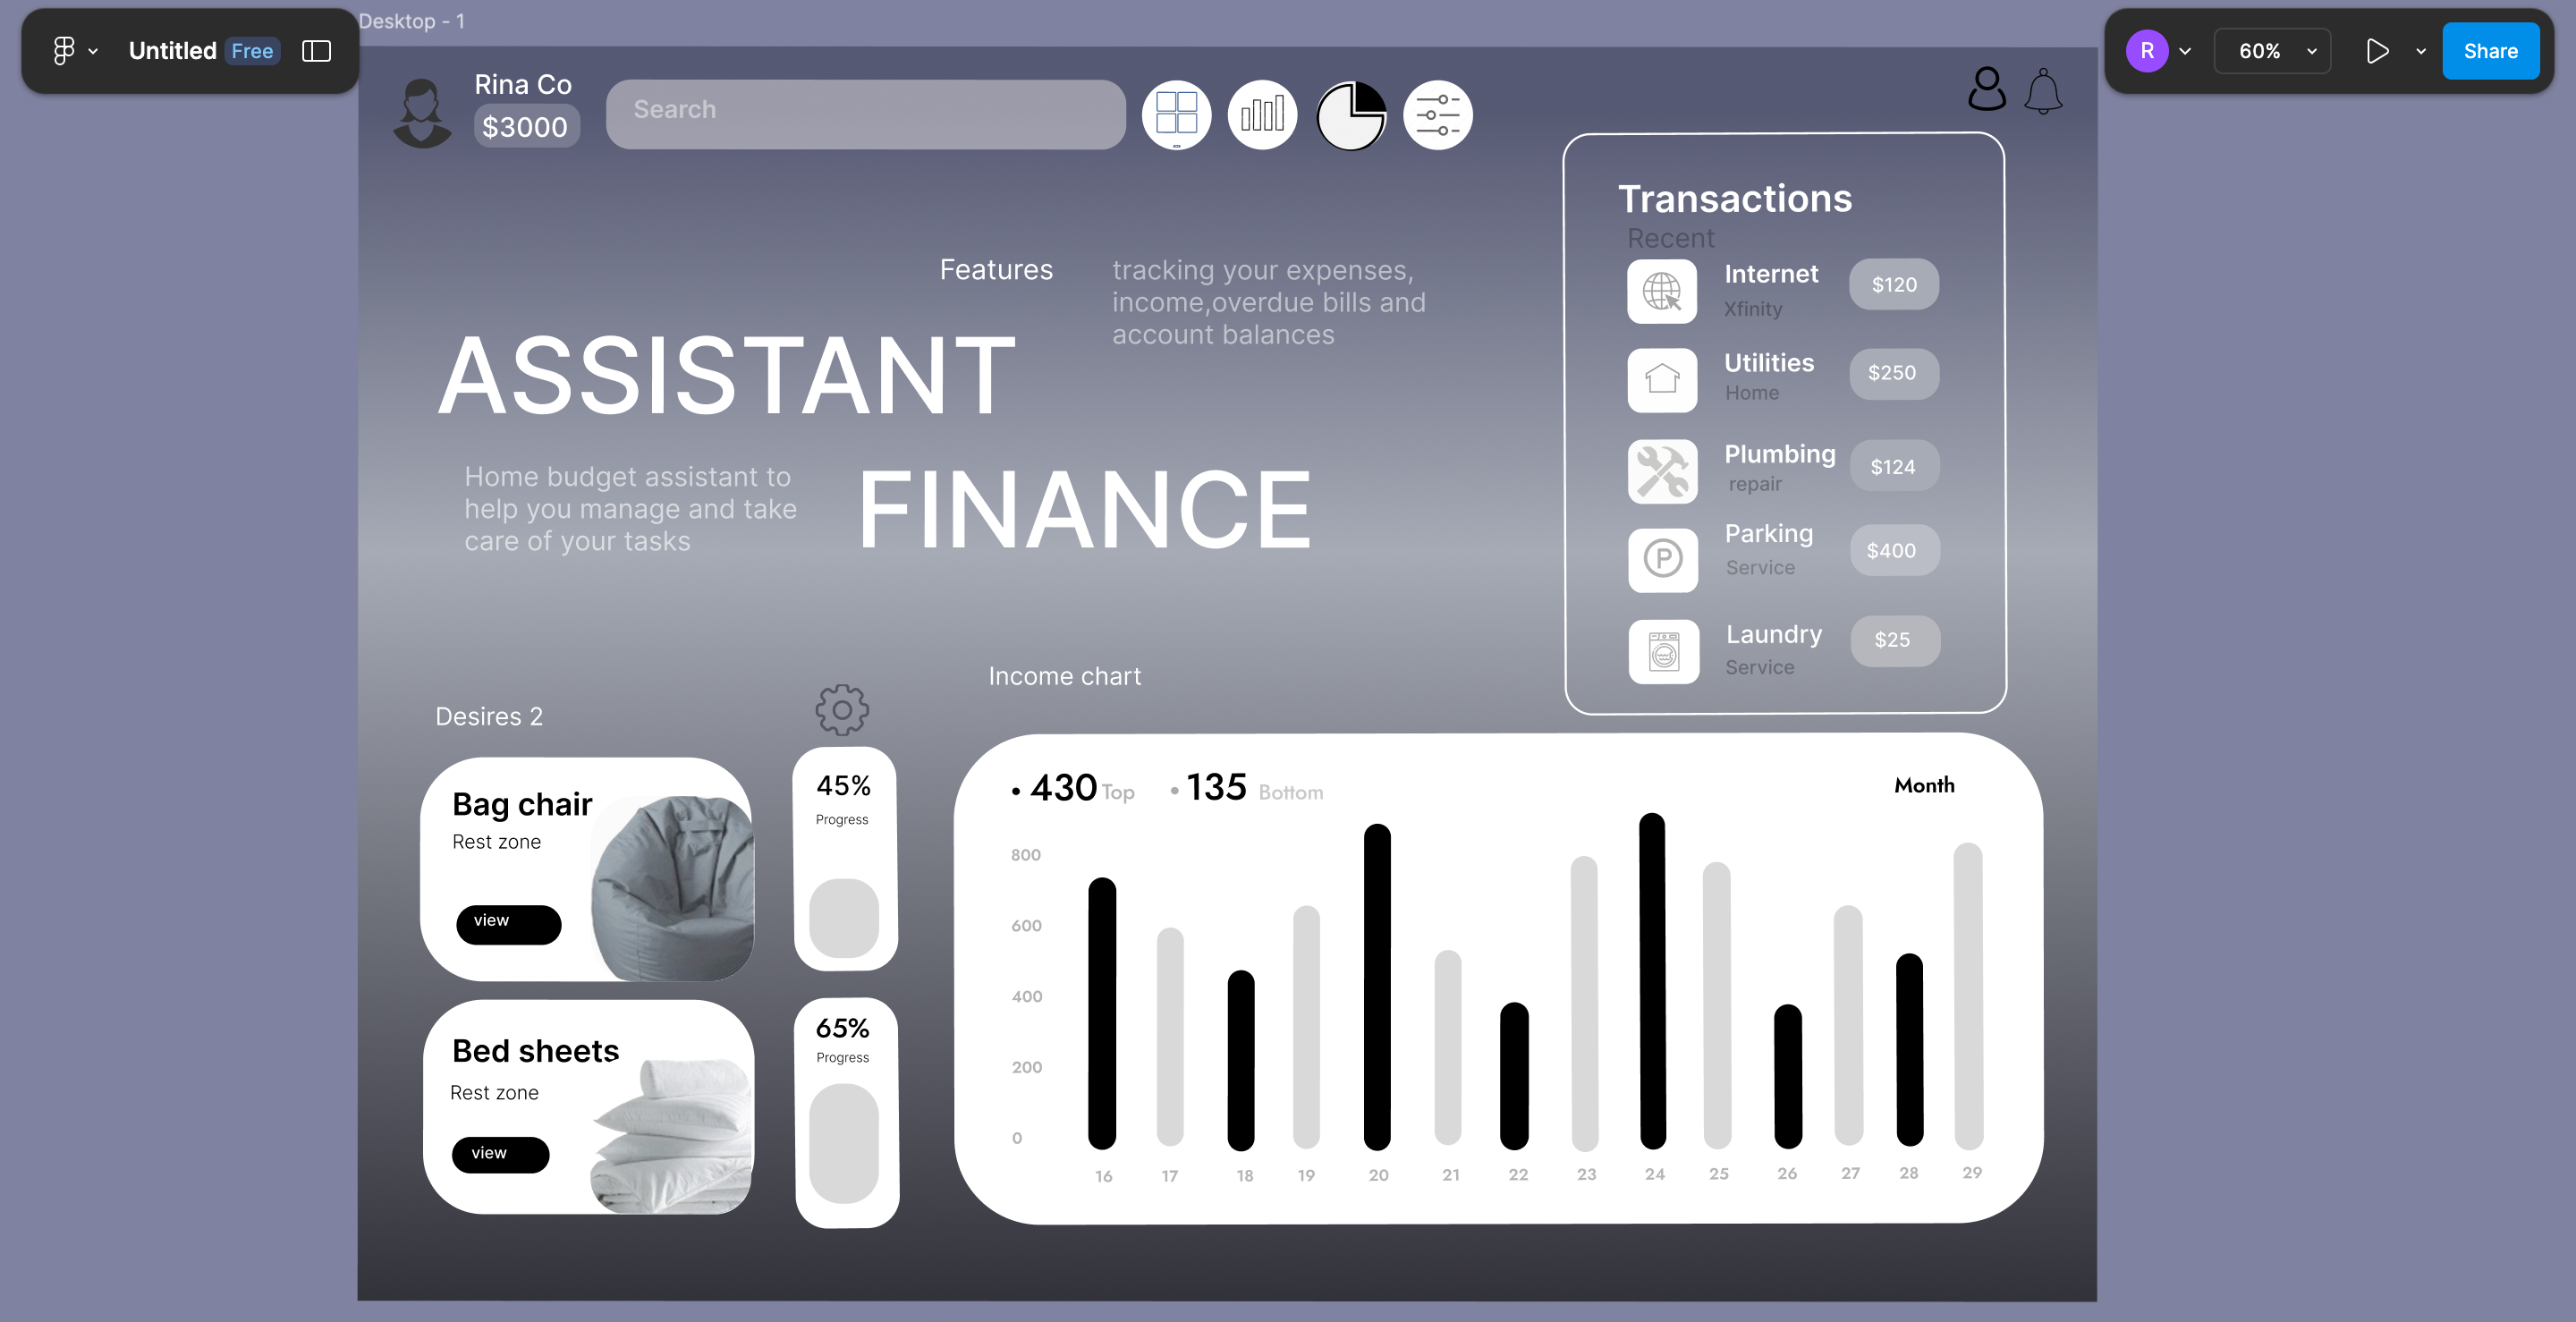 Desktop - 1
Untitled Free
R 60% Share
Rina Co
$3000
Search
Features
tracking your expenses,
income,overdue bills and
account balances
ASSISTANT
FINANCE
Home budget assistant to
help you manage and take
care of your tasks
Transactions
Recent
Internet
Xfinity
$120
Utilities
Home
$250
Plumbing
repair
$124
Parking
Service
$400
Laundry
Service
$25
Desires 2
Bag chair
Rest zone
view
45%
Progress
Bed sheets
Rest zone
view
65%
Progress
Income chart
• 430 Top • 135 Bottom
Month
800
600
400
200
0
16 17 18 19 20 21 22 23 24 25 26 27 28 29